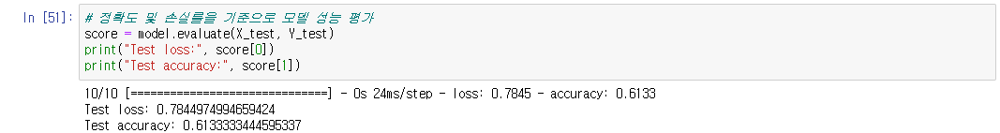 In [51]:
# 정확도 및 손실률을 기준으로 모델 성능 평가
score = model.evaluate(X_test, Y_test)
print("Test loss:", score[0])
print("Test accuracy:", score[1])
10/10 [==============================] - 0s 24ms/step - loss: 0.7845 - accuracy: 0.6133
Test loss: 0.7844974994659424
Test accuracy: 0.6133333444595337